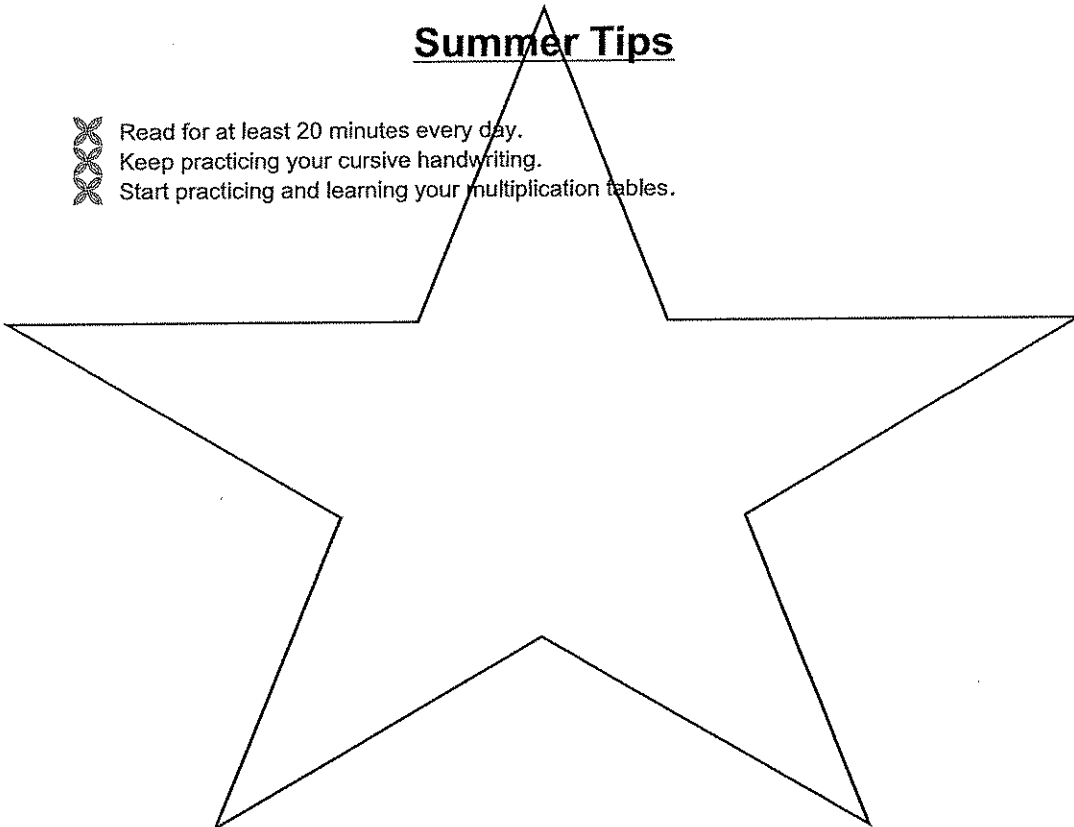 Summer Tips
Read for at least 20 minutes every day.
Keep practicing your cursive handwriting.
Start practicing and learning your multiplication tables.